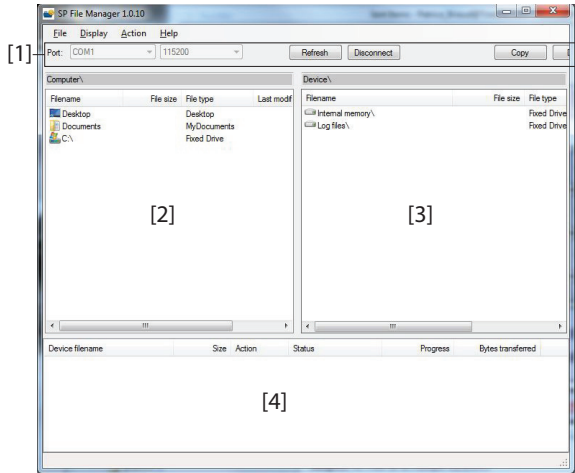 SP File Manager 1.0.10
File Display Action Help
[1]
Port: COM1 115200 Refresh Disconnect Copy
Computer\ Device\
Filename File size File type Last modif Filename File size File type
Desktop Desktop Internal memory\ Fixed Drive
Documents MyDocuments Log files\ Fixed Drive
C:\ Fixed Drive
[2] [3]
Device filename Size Action Status Progress Bytes transferred
[4]